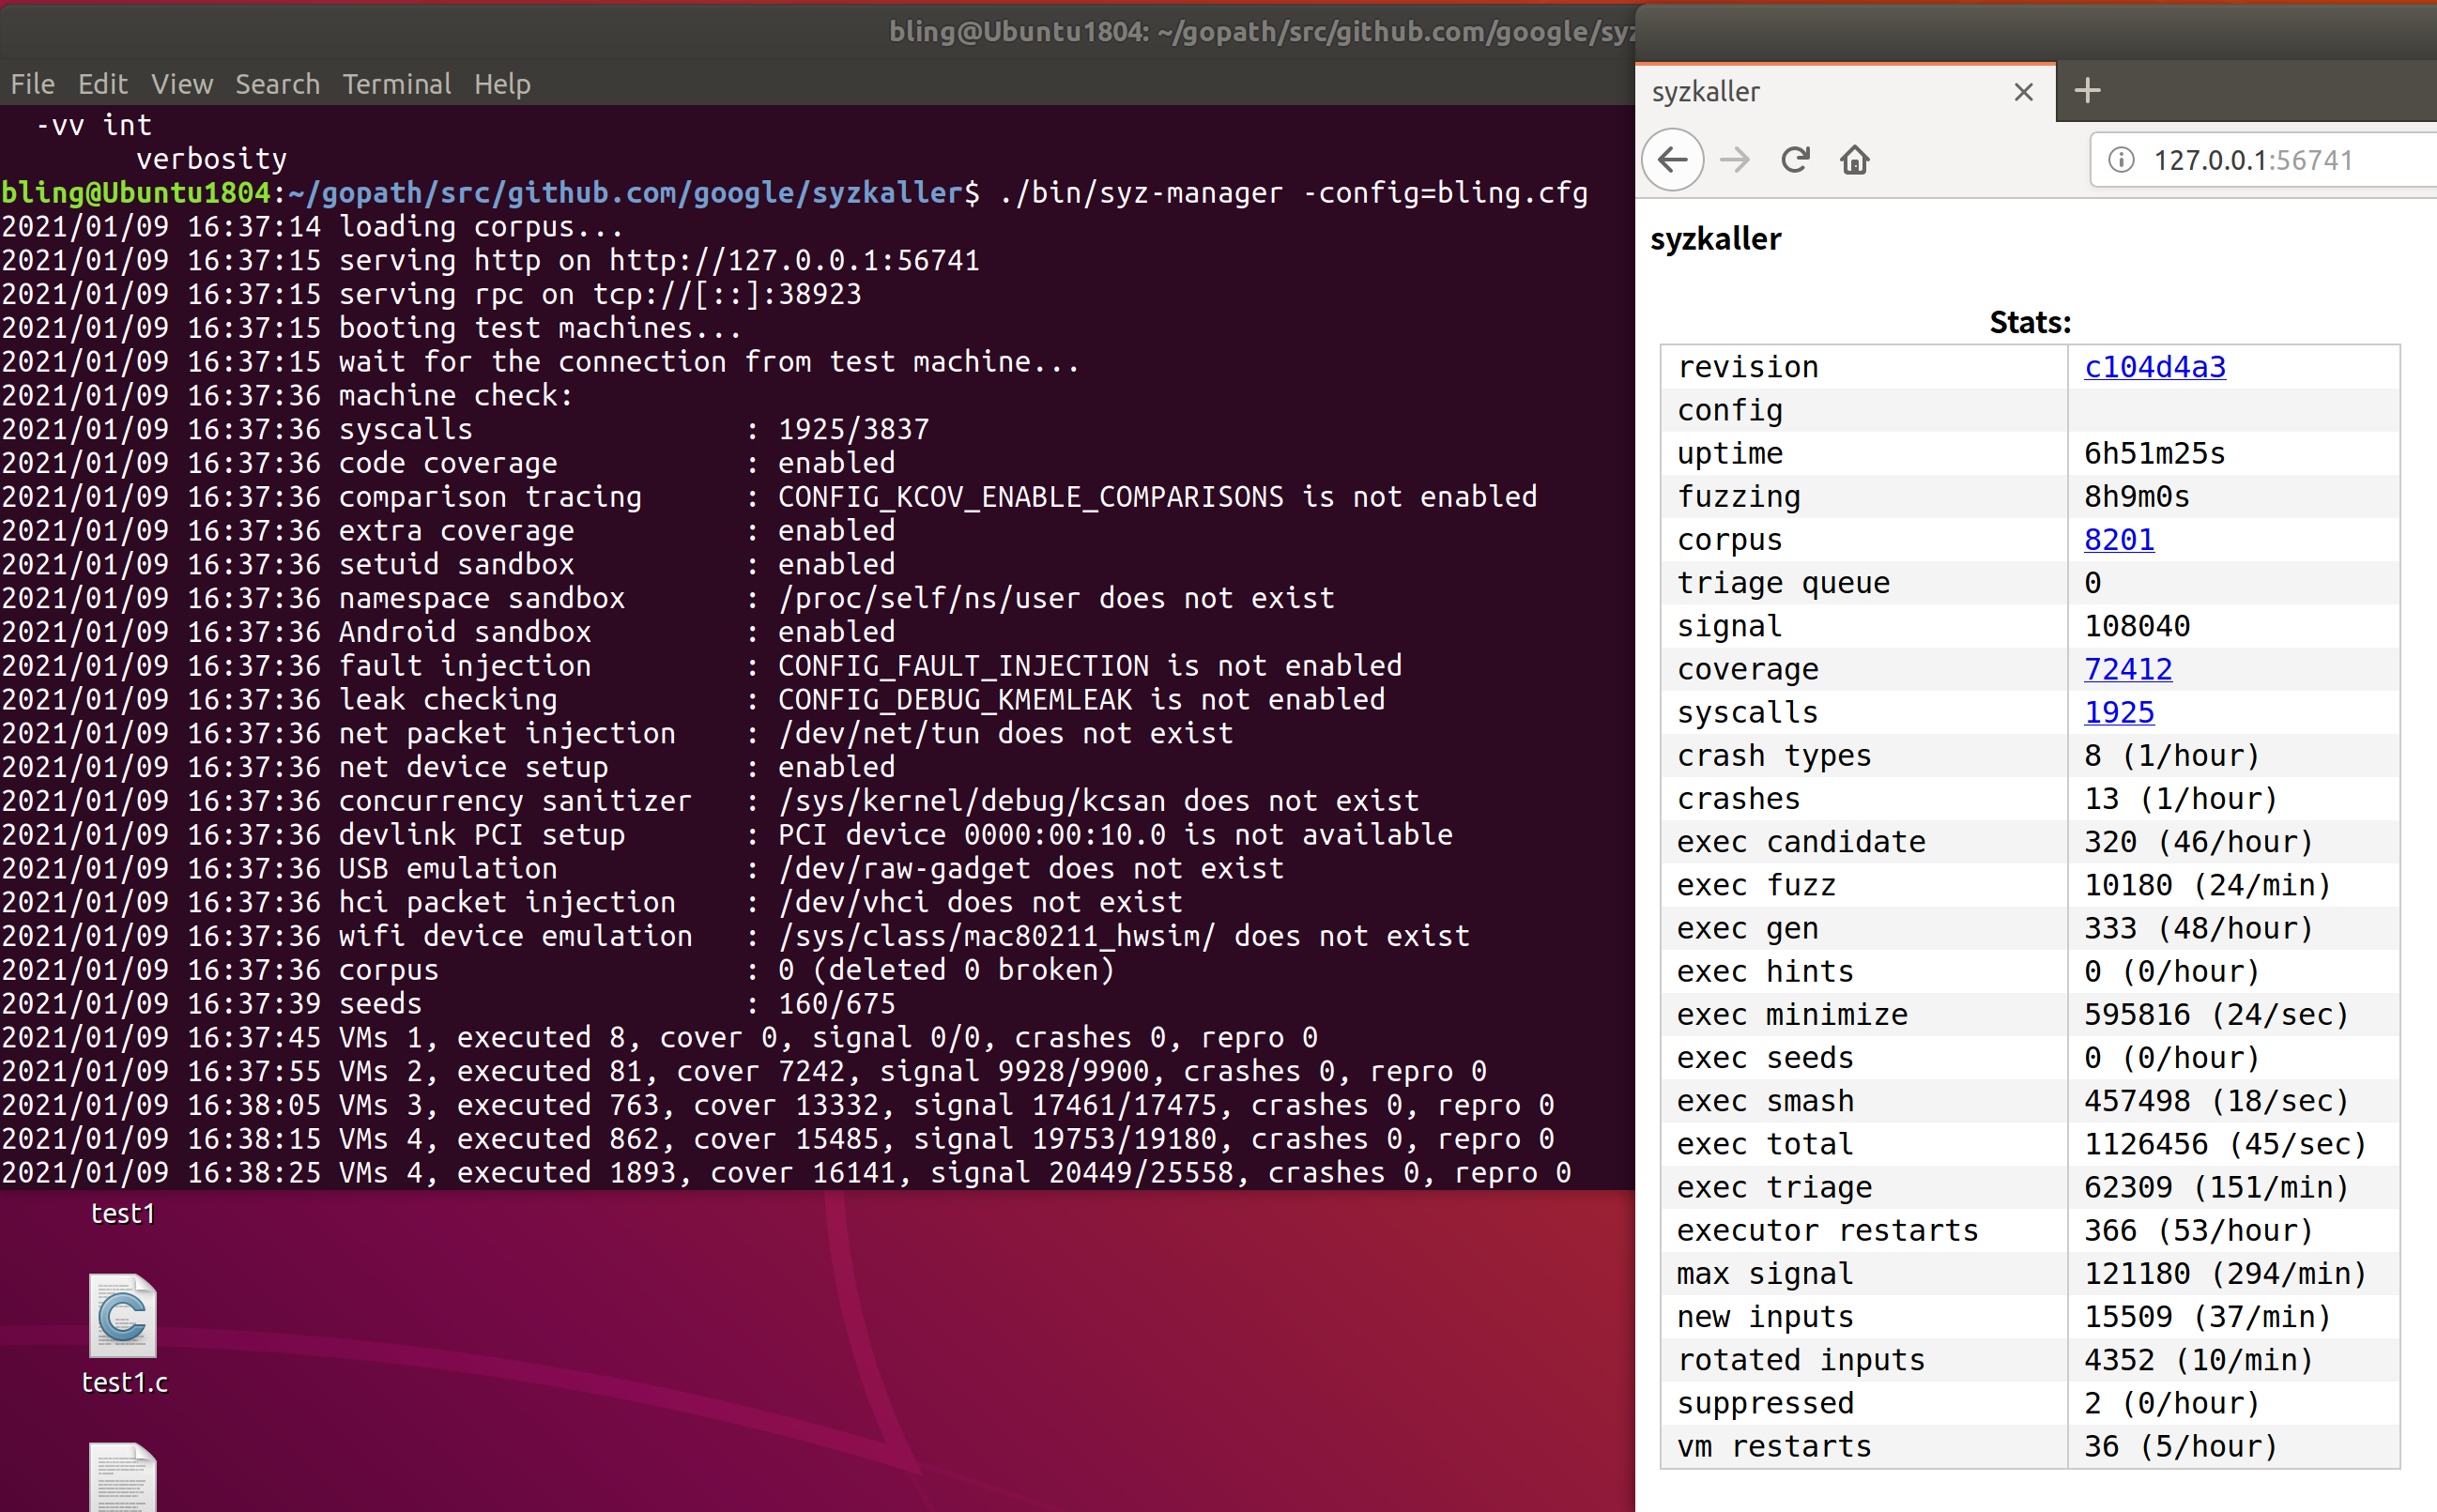 bling@Ubuntu1804: ~/gopath/src/github.com/google/syz
File Edit View Search Terminal Help
-vv int
verbosity
bling@Ubuntu1804:~/gopath/src/github.com/google/syzkaller$ ./bin/syz-manager -config=bling.cfg
2021/01/09 16:37:14 loading corpus...
2021/01/09 16:37:15 serving http on http://127.0.0.1:56741
2021/01/09 16:37:15 serving rpc on tcp://[::]:38923
2021/01/09 16:37:15 booting test machines...
2021/01/09 16:37:15 wait for the connection from test machine...
2021/01/09 16:37:36 machine check:
2021/01/09 16:37:36 syscalls : 1925/3837
2021/01/09 16:37:36 code coverage : enabled
2021/01/09 16:37:36 comparison tracing : CONFIG_KCOV_ENABLE_COMPARISONS is not enabled
2021/01/09 16:37:36 extra coverage : enabled
2021/01/09 16:37:36 setuid sandbox : enabled
2021/01/09 16:37:36 namespace sandbox : /proc/self/ns/user does not exist
2021/01/09 16:37:36 Android sandbox : enabled
2021/01/09 16:37:36 fault injection : CONFIG_FAULT_INJECTION is not enabled
2021/01/09 16:37:36 leak checking : CONFIG_DEBUG_KMEMLEAK is not enabled
2021/01/09 16:37:36 net packet injection : /dev/net/tun does not exist
2021/01/09 16:37:36 net device setup : enabled
2021/01/09 16:37:36 concurrency sanitizer : /sys/kernel/debug/kcsan does not exist
2021/01/09 16:37:36 devlink PCI setup : PCI device 0000:00:10.0 is not available
2021/01/09 16:37:36 USB emulation : /dev/raw-gadget does not exist
2021/01/09 16:37:36 hci packet injection : /dev/vhci does not exist
2021/01/09 16:37:36 wifi device emulation : /sys/class/mac80211_hwsim/ does not exist
2021/01/09 16:37:36 corpus : 0 (deleted 0 broken)
2021/01/09 16:37:39 seeds : 160/675
2021/01/09 16:37:45 VMs 1, executed 8, cover 0, signal 0/0, crashes 0, repro 0
2021/01/09 16:37:55 VMs 2, executed 81, cover 7242, signal 9928/9900, crashes 0, repro 0
2021/01/09 16:38:05 VMs 3, executed 763, cover 13332, signal 17461/17475, crashes 0, repro 0
2021/01/09 16:38:15 VMs 4, executed 862, cover 15485, signal 19753/19180, crashes 0, repro 0
2021/01/09 16:38:25 VMs 4, executed 1893, cover 16141, signal 20449/25558, crashes 0, repro 0
test1
test1.c
syzkaller
127.0.0.1:56741
syzkaller
Stats:
revision c104d4a3
config
uptime 6h51m25s
fuzzing 8h9m0s
corpus 8201
triage queue 0
signal 108040
coverage 72412
syscalls 1925
crash types 8 (1/hour)
crashes 13 (1/hour)
exec candidate 320 (46/hour)
exec fuzz 10180 (24/min)
exec gen 333 (48/hour)
exec hints 0 (0/hour)
exec minimize 595816 (24/sec)
exec seeds 0 (0/hour)
exec smash 457498 (18/sec)
exec total 1126456 (45/sec)
exec triage 62309 (151/min)
executor restarts 366 (53/hour)
max signal 121180 (294/min)
new inputs 15509 (37/min)
rotated inputs 4352 (10/min)
suppressed 2 (0/hour)
vm restarts 36 (5/hour)